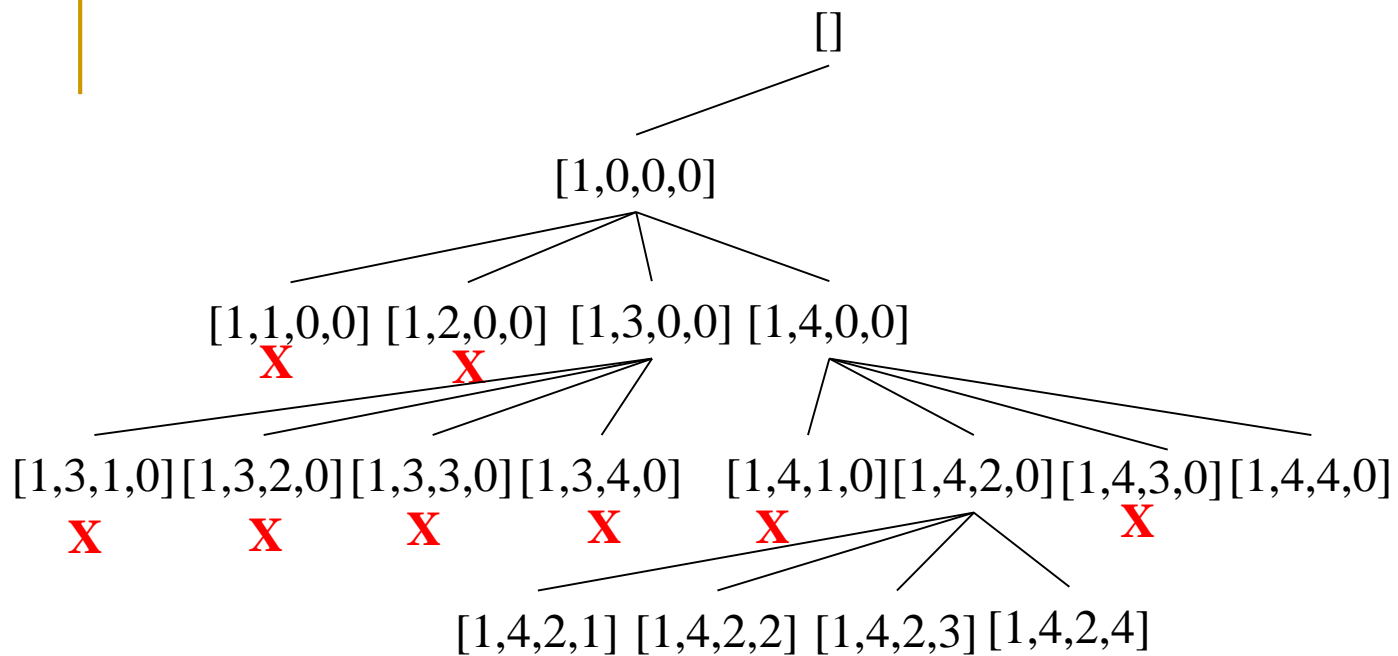 []
[1,0,0,0]
[1,1,0,0] [1,2,0,0] [1,3,0,0] [1,4,0,0]
X X
[1,3,1,0] [1,3,2,0] [1,3,3,0] [1,3,4,0] [1,4,1,0] [1,4,2,0] [1,4,3,0] [1,4,4,0]
X X X X X X
[1,4,2,1] [1,4,2,2] [1,4,2,3] [1,4,2,4]